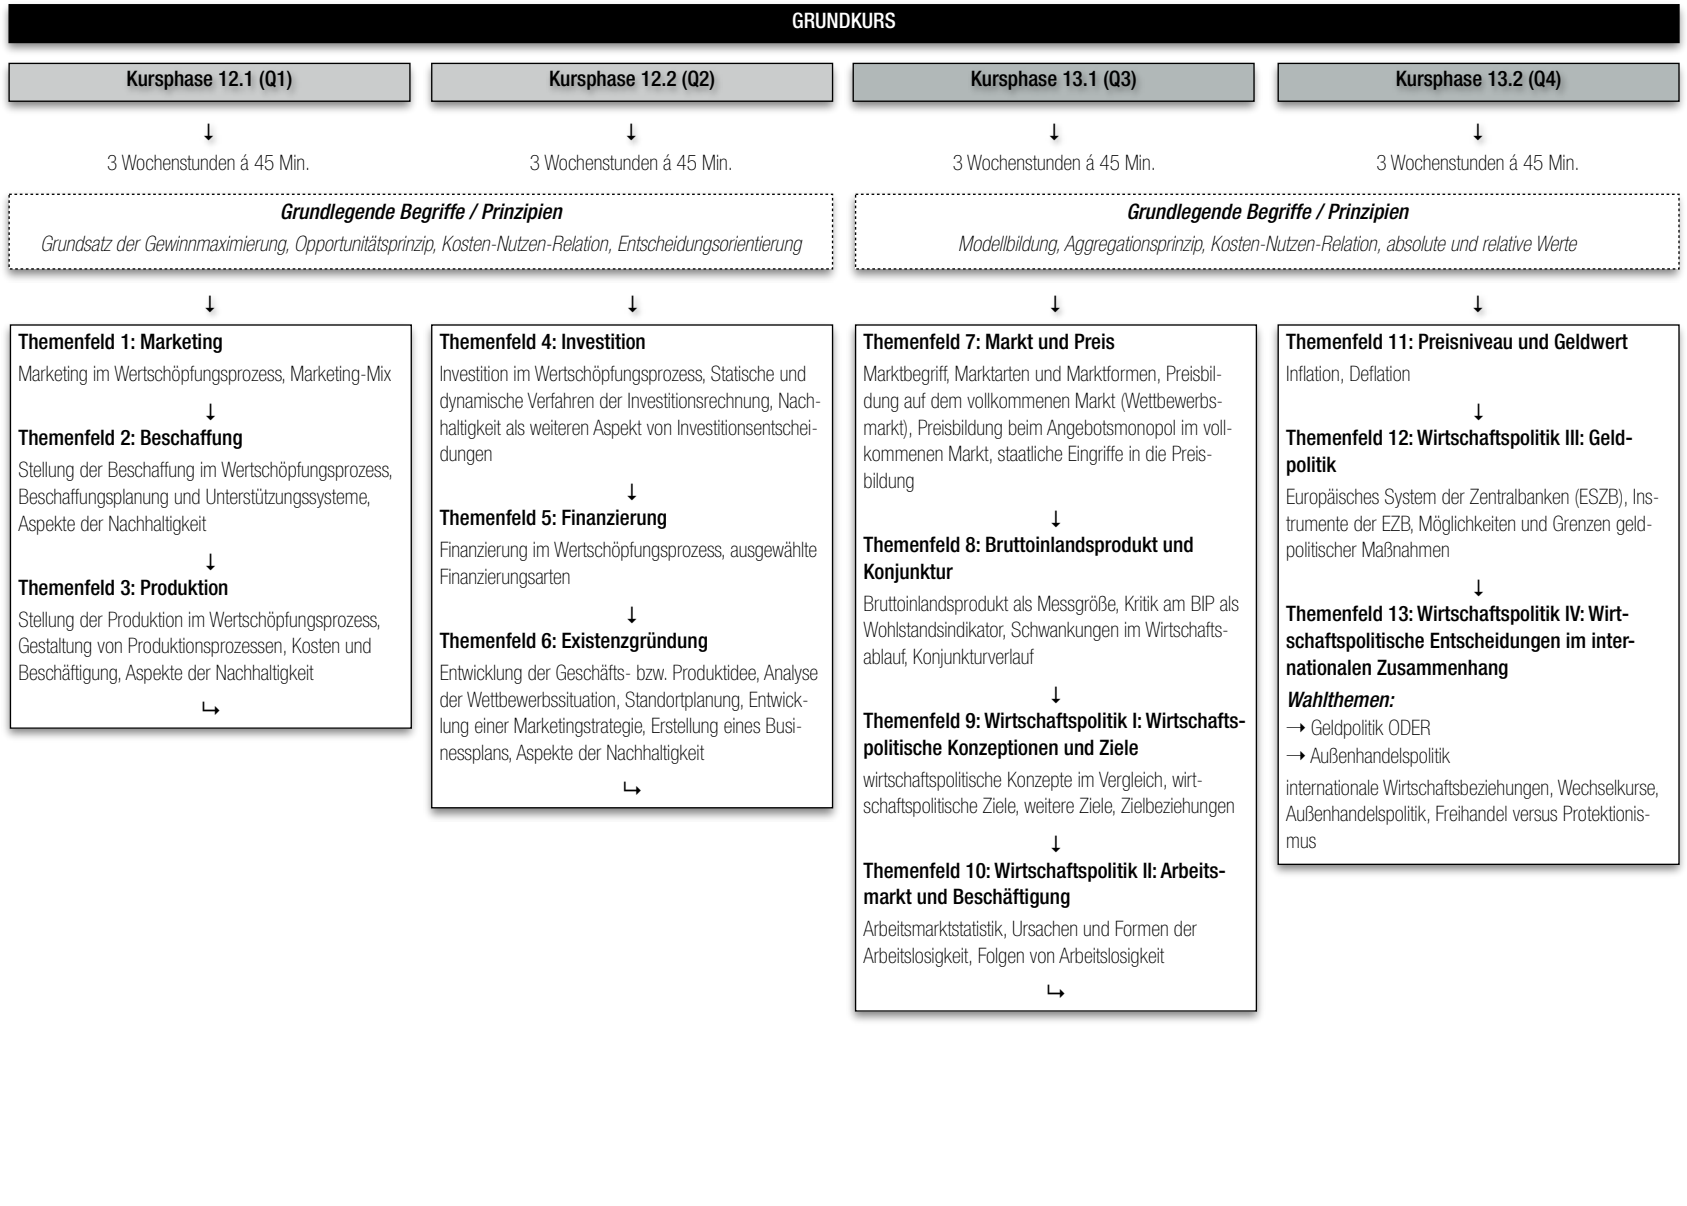 GRUNDKURS
Kursphase 12.1 (Q1)
Kursphase 12.2 (Q2)
Kursphase 13.1 (Q3)
Kursphase 13.2 (Q4)
↓
↓
↓
↓
3 Wochenstunden á 45 Min.
3 Wochenstunden á 45 Min.
3 Wochenstunden á 45 Min.
3 Wochenstunden á 45 Min.
Grundlegende Begriffe / Prinzipien
Grundsatz der Gewinnmaximierung, Opportunitätsprinzip, Kosten-Nutzen-Relation, Entscheidungsorientierung
Grundlegende Begriffe / Prinzipien
Modellbildung, Aggregationsprinzip, Kosten-Nutzen-Relation, absolute und relative Werte
↓
↓
↓
↓
Themenfeld 1: Marketing
Marketing im Wertschöpfungsprozess, Marketing-Mix
↓
Themenfeld 2: Beschaffung
Stellung der Beschaffung im Wertschöpfungsprozess,
Beschaffungsplanung und Unterstützungssysteme,
Aspekte der Nachhaltigkeit
↓
Themenfeld 3: Produktion
Stellung der Produktion im Wertschöpfungsprozess,
Gestaltung von Produktionsprozessen, Kosten und
Beschäftigung, Aspekte der Nachhaltigkeit
↳
Themenfeld 4: Investition
Investition im Wertschöpfungsprozess, Statische und
dynamische Verfahren der Investitionsrechnung, Nach-
haltigkeit als weiteren Aspekt von Investitionsentschei-
dungen
↓
Themenfeld 5: Finanzierung
Finanzierung im Wertschöpfungsprozess, ausgewählte
Finanzierungsarten
↓
Themenfeld 6: Existenzgründung
Entwicklung der Geschäfts- bzw. Produktidee, Analyse
der Wettbewerbssituation, Standortplanung, Entwick-
lung einer Marketingstrategie, Erstellung eines Busi-
nessplans, Aspekte der Nachhaltigkeit
↳
Themenfeld 7: Markt und Preis
Marktbegriff, Marktarten und Marktformen, Preisbil-
dung auf dem vollkommenen Markt (Wettbewerbs-
markt), Preisbildung beim Angebotsmonopol im voll-
kommenen Markt, staatliche Eingriffe in die Preis-
bildung
↓
Themenfeld 8: Bruttoinlandsprodukt und
Konjunktur
Bruttoinlandsprodukt als Messgröße, Kritik am BIP als
Wohlstandsindikator, Schwankungen im Wirtschafts-
ablauf, Konjunkturverlauf
↓
Themenfeld 9: Wirtschaftspolitik I: Wirtschafts-
politische Konzeptionen und Ziele
wirtschaftspolitische Konzepte im Vergleich, wirt-
schaftspolitische Ziele, weitere Ziele, Zielbeziehungen
↓
Themenfeld 10: Wirtschaftspolitik II: Arbeits-
markt und Beschäftigung
Arbeitsmarktstatistik, Ursachen und Formen der
Arbeitslosigkeit, Folgen von Arbeitslosigkeit
↳
Themenfeld 11: Preisniveau und Geldwert
Inflation, Deflation
↓
Themenfeld 12: Wirtschaftspolitik III: Geld-
politik
Europäisches System der Zentralbanken (ESZB), Ins-
trumente der EZB, Möglichkeiten und Grenzen geld-
politischer Maßnahmen
↓
Themenfeld 13: Wirtschaftspolitik IV: Wirt-
schaftspolitische Entscheidungen im inter-
nationalen Zusammenhang
Wahlthemen:
→ Geldpolitik ODER
→ Außenhandelspolitik
internationale Wirtschaftsbeziehungen, Wechselkurse,
Außenhandelspolitik, Freihandel versus Protektionis-
mus